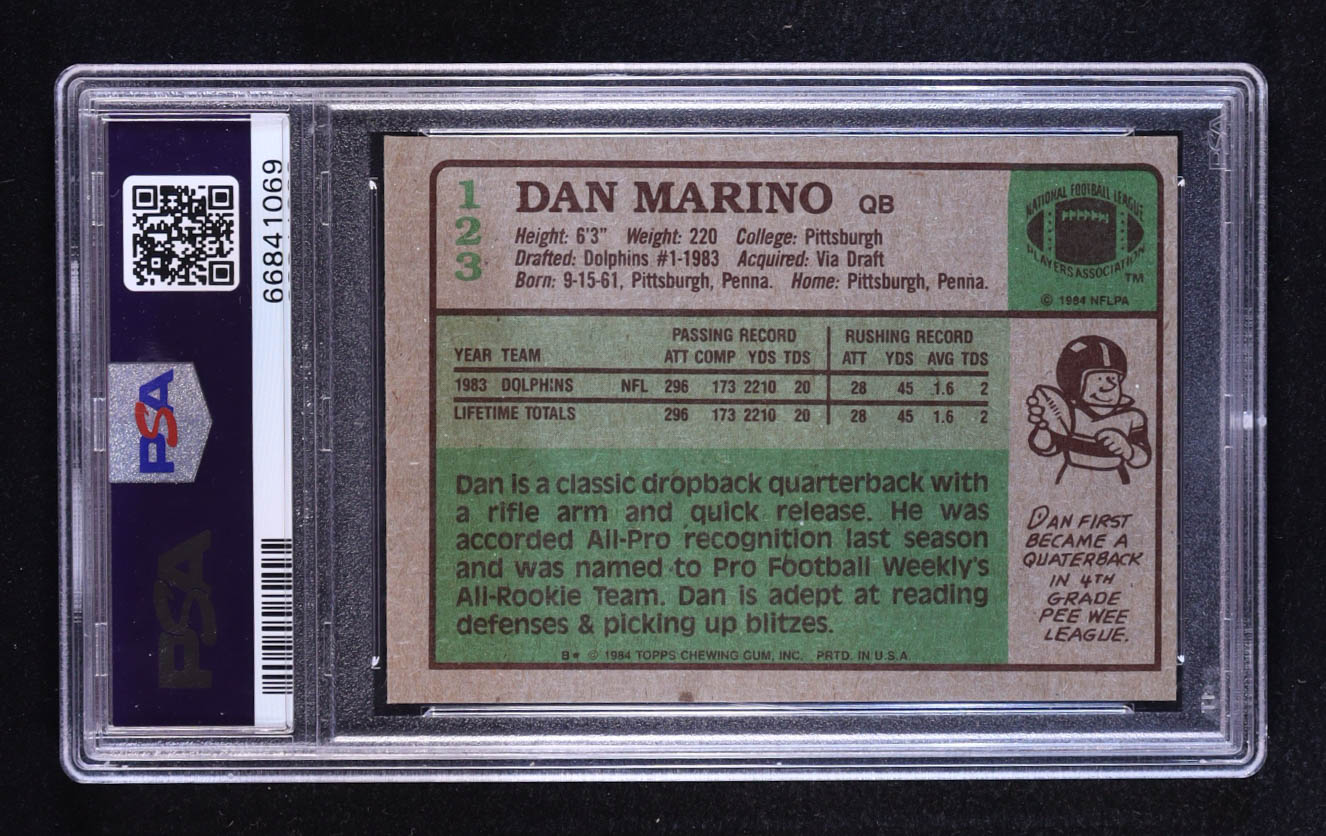 66841069
PSA
PSA
1
2
3
DAN MARINO QB
Height: 6'3" Weight: 220 College: Pittsburgh
Drafted: Dolphins #1-1983 Acquired: Via Draft
Born: 9-15-61, Pittsburgh, Penna. Home: Pittsburgh, Penna.
NATIONAL FOOTBALL LEAGUE
PLAYERS ASSOCIATION
TM
© 1984 NFLPA
PASSING RECORD RUSHING RECORD
YEAR TEAM ATT COMP YDS TDS ATT YDS AVG TDS
1983 DOLPHINS NFL 296 173 2210 20 28 45 1.6 2
LIFETIME TOTALS 296 173 2210 20 28 45 1.6 2
Dan is a classic dropback quarterback with
a rifle arm and quick release. He was
accorded All-Pro recognition last season
and was named to Pro Football Weekly's
All-Rookie Team. Dan is adept at reading
defenses & picking up blitzes.
B* © 1984 TOPPS CHEWING GUM, INC. PRTD. IN U.S.A.
DAN FIRST
BECAME A
QUATERBACK
IN 4TH
GRADE
PEE WEE
LEAGUE.
PSA